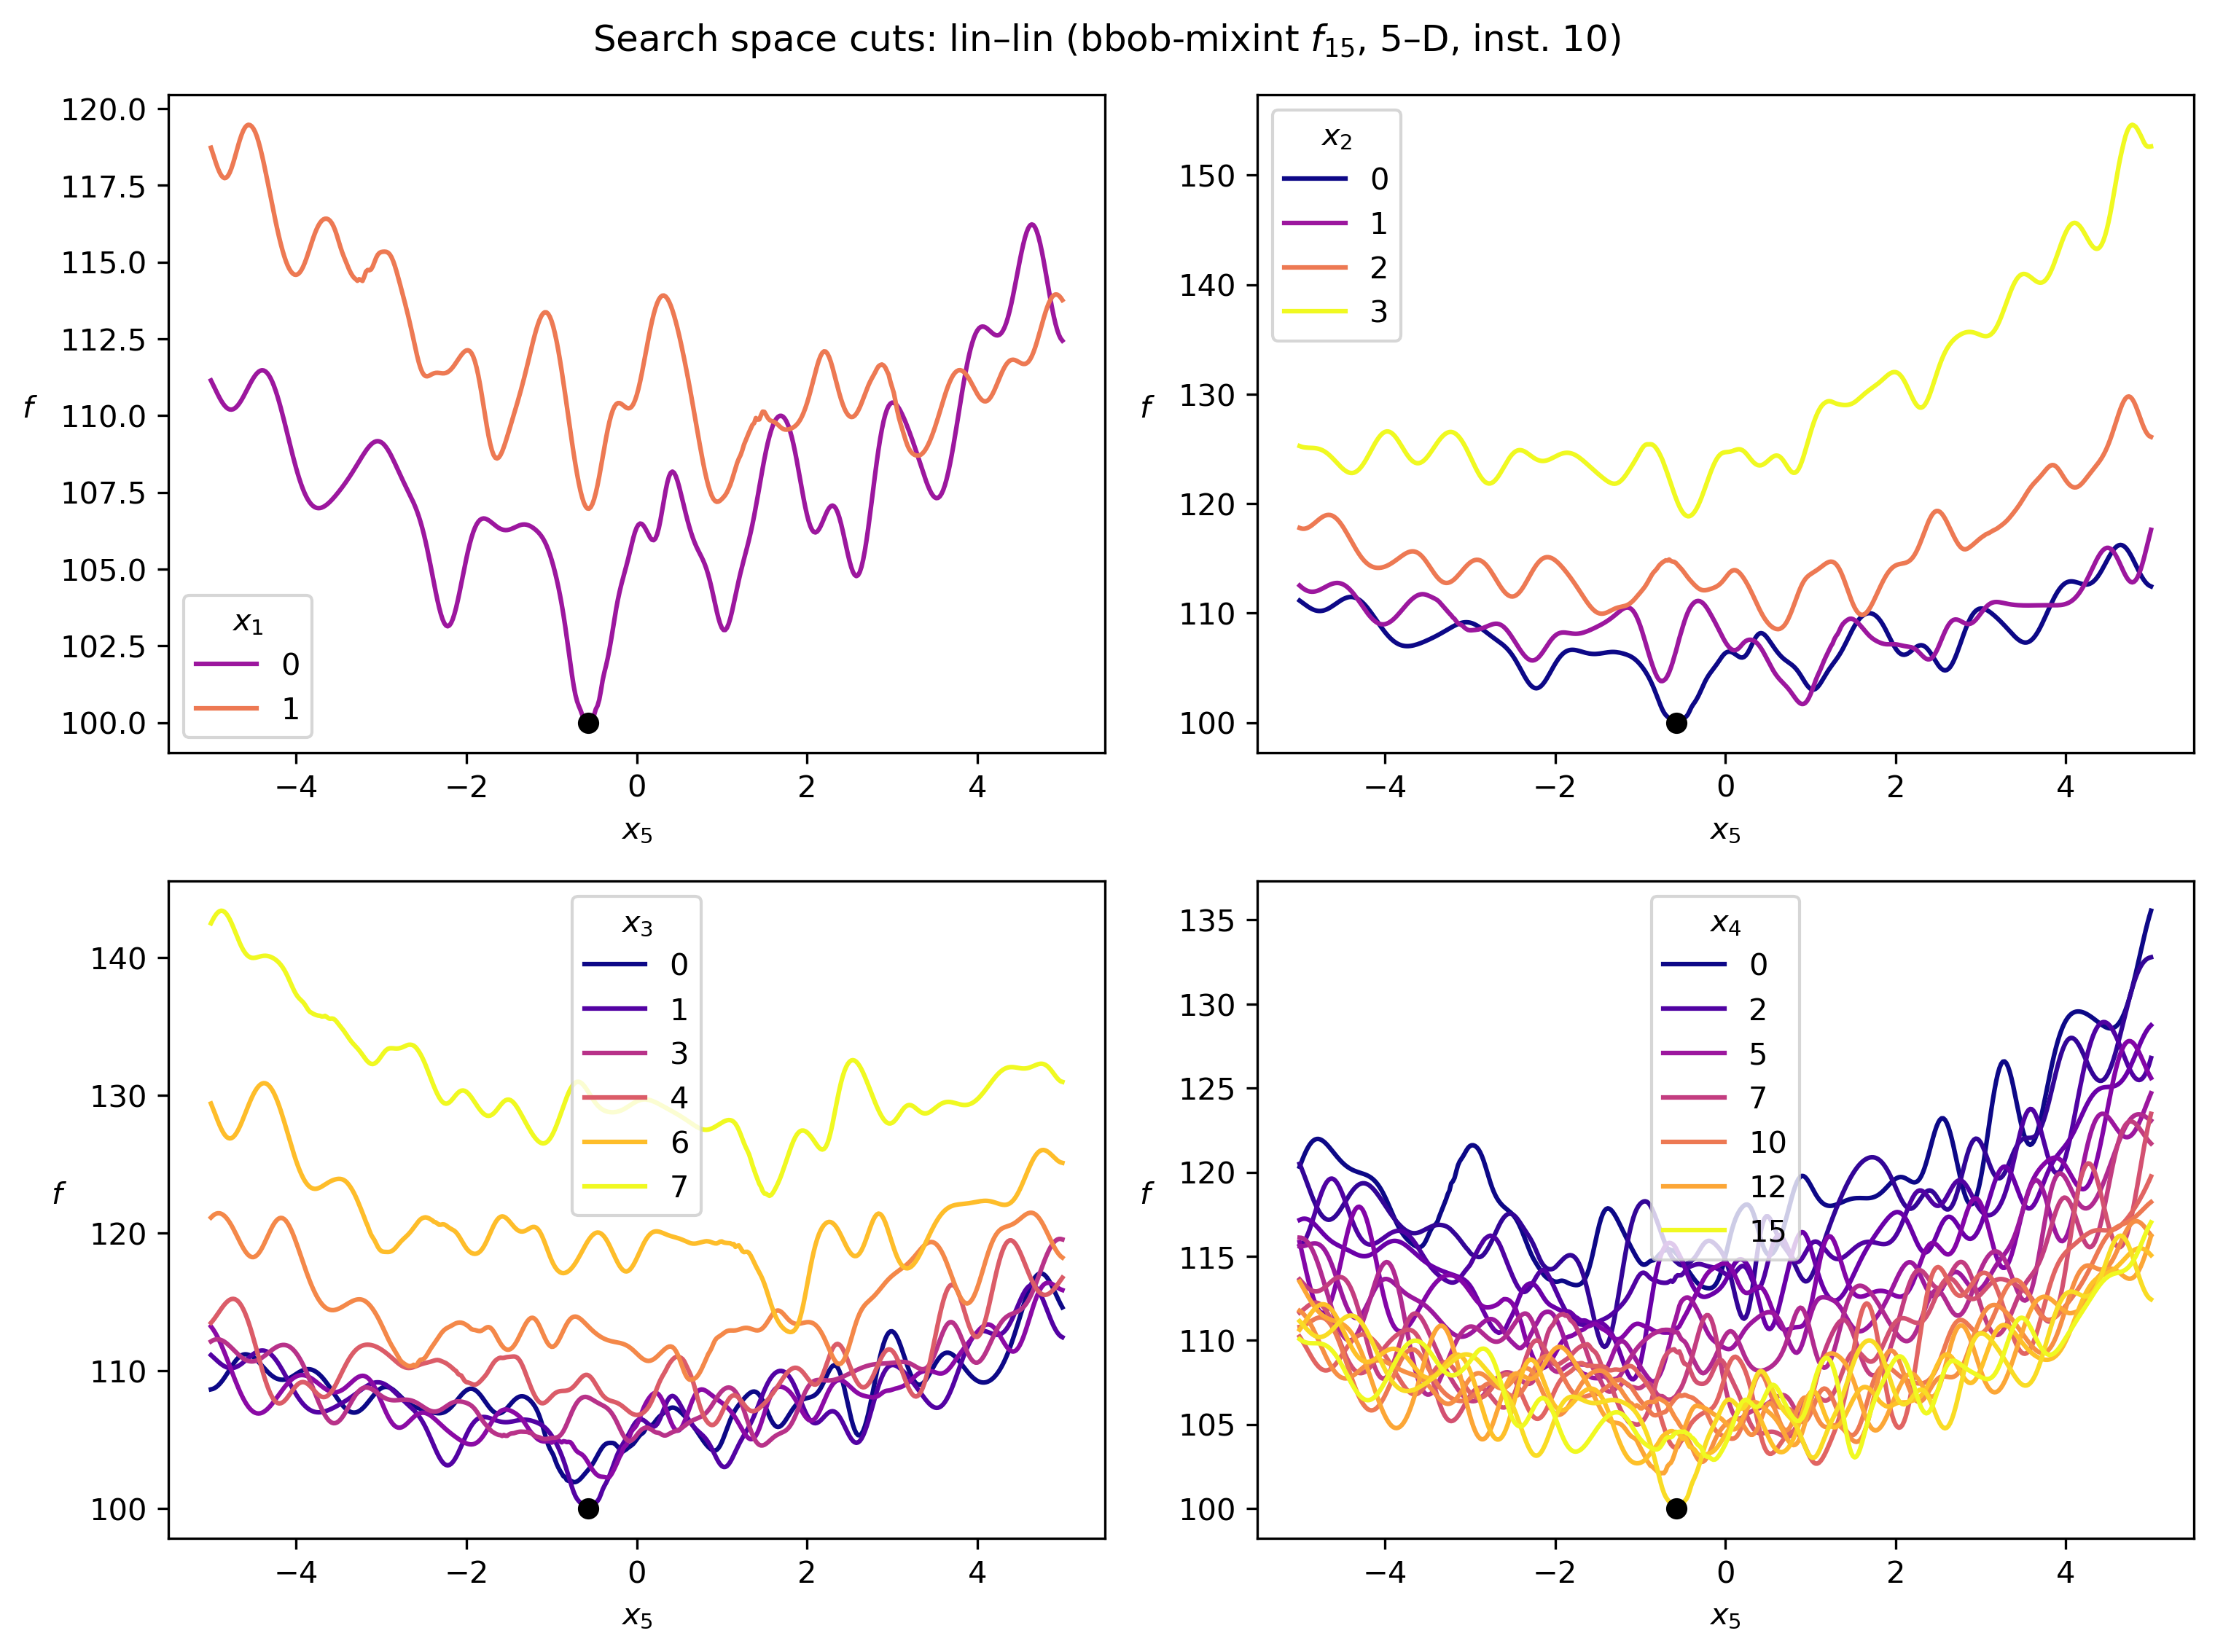 Search space cuts: lin–lin (bbob-mixint f₁₅, 5–D, inst. 10)
120.0
117.5
115.0
112.5
110.0
107.5
105.0
102.5
100.0
f
x₁
0
1
−4 −2 0 2 4
x₅
150
140
130
120
110
100
f
x₂
0
1
2
3
−4 −2 0 2 4
x₅
140
130
120
110
100
f
x₃
0
1
3
4
6
7
−4 −2 0 2 4
x₅
135
130
125
120
115
110
105
100
f
x₄
0
2
5
7
10
12
15
−4 −2 0 2 4
x₅